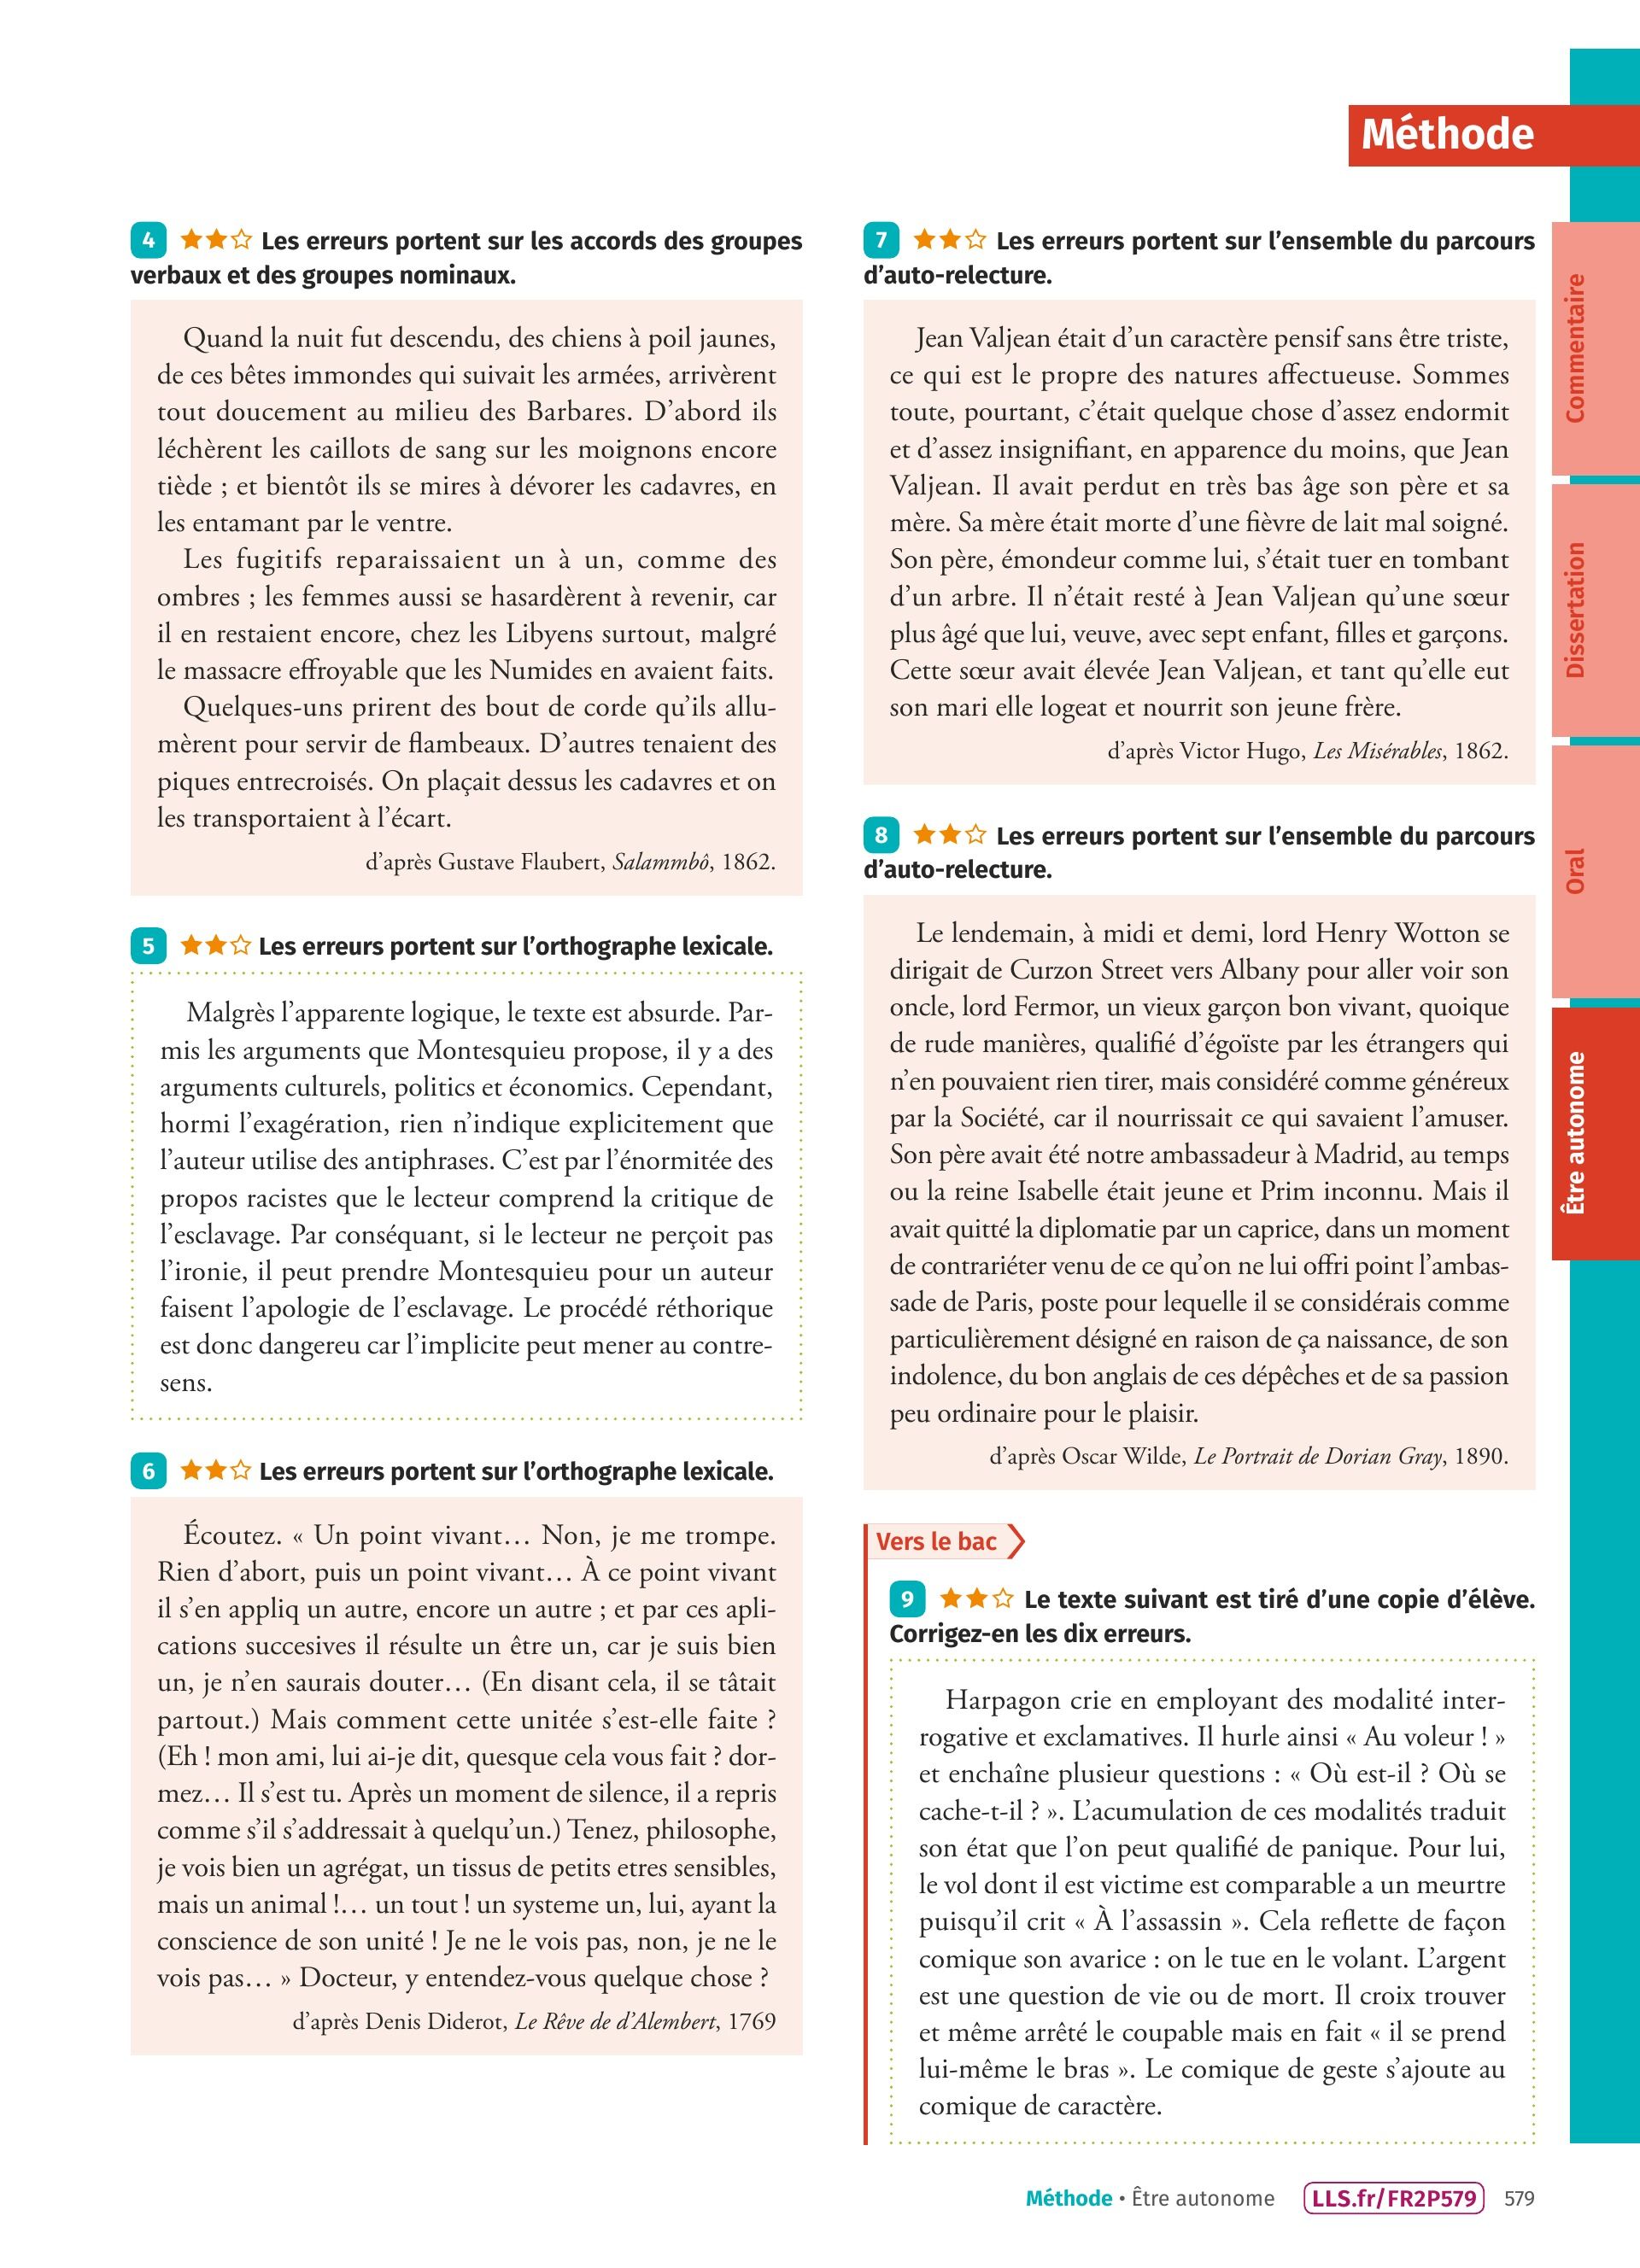 Méthode
4 ★★☆ Les erreurs portent sur les accords des groupes
verbaux et des groupes nominaux.
Quand la nuit fut descendu, des chiens à poil jaunes,
de ces bêtes immondes qui suivait les armées, arrivèrent
tout doucement au milieu des Barbares. D’abord ils
léchèrent les caillots de sang sur les moignons encore
tiède ; et bientôt ils se mires à dévorer les cadavres, en
les entamant par le ventre.
Les fugitifs reparaissaient un à un, comme des
ombres ; les femmes aussi se hasardèrent à revenir, car
il en restaient encore, chez les Libyens surtout, malgré
le massacre effroyable que les Numides en avaient faits.
Quelques-uns prirent des bout de corde qu’ils allu-
mèrent pour servir de flambeaux. D’autres tenaient des
piques entrecroisés. On plaçait dessus les cadavres et on
les transportaient à l’écart.
d’après Gustave Flaubert, Salammbô, 1862.
5 ★★☆ Les erreurs portent sur l’orthographe lexicale.
Malgrès l’apparente logique, le texte est absurde. Par-
mis les arguments que Montesquieu propose, il y a des
arguments culturels, politics et économics. Cependant,
hormi l’exagération, rien n’indique explicitement que
l’auteur utilise des antiphrases. C’est par l’énormitée des
propos racistes que le lecteur comprend la critique de
l’esclavage. Par conséquant, si le lecteur ne perçoit pas
l’ironie, il peut prendre Montesquieu pour un auteur
faisent l’apologie de l’esclavage. Le procédé réthorique
est donc dangereu car l’implicite peut mener au contre-
sens.
6 ★★☆ Les erreurs portent sur l’orthographe lexicale.
Écoutez. « Un point vivant… Non, je me trompe.
Rien d’abort, puis un point vivant… À ce point vivant
il s’en appliq un autre, encore un autre ; et par ces apli-
cations succesives il résulte un être un, car je suis bien
un, je n’en saurais douter… (En disant cela, il se tâtait
partout.) Mais comment cette unitée s’est-elle faite ?
(Eh ! mon ami, lui ai-je dit, quesque cela vous fait ? dor-
mez… Il s’est tu. Après un moment de silence, il a repris
comme s’il s’addressait à quelqu’un.) Tenez, philosophe,
je vois bien un agrégat, un tissus de petits etres sensibles,
mais un animal !… un tout ! un systeme un, lui, ayant la
conscience de son unité ! Je ne le vois pas, non, je ne le
vois pas… » Docteur, y entendez-vous quelque chose ?
d’après Denis Diderot, Le Rêve de d’Alembert, 1769
7 ★★☆ Les erreurs portent sur l’ensemble du parcours
d’auto-relecture.
Jean Valjean était d’un caractère pensif sans être triste,
ce qui est le propre des natures affectueuse. Sommes
toute, pourtant, c’était quelque chose d’assez endormit
et d’assez insignifiant, en apparence du moins, que Jean
Valjean. Il avait perdut en très bas âge son père et sa
mère. Sa mère était morte d’une fièvre de lait mal soigné.
Son père, émondeur comme lui, s’était tuer en tombant
d’un arbre. Il n’était resté à Jean Valjean qu’une sœur
plus âgé que lui, veuve, avec sept enfant, filles et garçons.
Cette sœur avait élevée Jean Valjean, et tant qu’elle eut
son mari elle logeat et nourrit son jeune frère.
d’après Victor Hugo, Les Misérables, 1862.
8 ★★☆ Les erreurs portent sur l’ensemble du parcours
d’auto-relecture.
Le lendemain, à midi et demi, lord Henry Wotton se
dirigait de Curzon Street vers Albany pour aller voir son
oncle, lord Fermor, un vieux garçon bon vivant, quoique
de rude manières, qualifié d’égoïste par les étrangers qui
n’en pouvaient rien tirer, mais considéré comme généreux
par la Société, car il nourrissait ce qui savaient l’amuser.
Son père avait été notre ambassadeur à Madrid, au temps
ou la reine Isabelle était jeune et Prim inconnu. Mais il
avait quitté la diplomatie par un caprice, dans un moment
de contrariéter venu de ce qu’on ne lui offri point l’ambas-
sade de Paris, poste pour lequelle il se considérais comme
particulièrement désigné en raison de ça naissance, de son
indolence, du bon anglais de ces dépêches et de sa passion
peu ordinaire pour le plaisir.
d’après Oscar Wilde, Le Portrait de Dorian Gray, 1890.
Vers le bac
9 ★★☆ Le texte suivant est tiré d’une copie d’élève.
Corrigez-en les dix erreurs.
Harpagon crie en employant des modalité inter-
rogative et exclamatives. Il hurle ainsi « Au voleur ! »
et enchaîne plusieur questions : « Où est-il ? Où se
cache-t-il ? ». L’acumulation de ces modalités traduit
son état que l’on peut qualifié de panique. Pour lui,
le vol dont il est victime est comparable a un meurtre
puisqu’il crit « À l’assassin ». Cela reflette de façon
comique son avarice : on le tue en le volant. L’argent
est une question de vie ou de mort. Il croix trouver
et même arrêté le coupable mais en fait « il se prend
lui-même le bras ». Le comique de geste s’ajoute au
comique de caractère.
Commentaire
Dissertation
Oral
Être autonome
Méthode • Être autonome LLS.fr/FR2P579 579